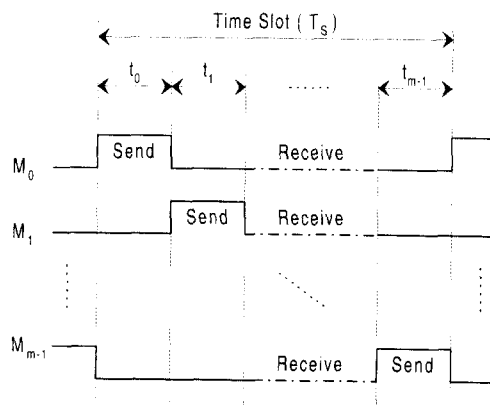 Time Slot ( T_S )
t_0 t_1 ...... t_m-1
M_0 Send Receive
M_1 Send Receive
M_m-1 Receive Send